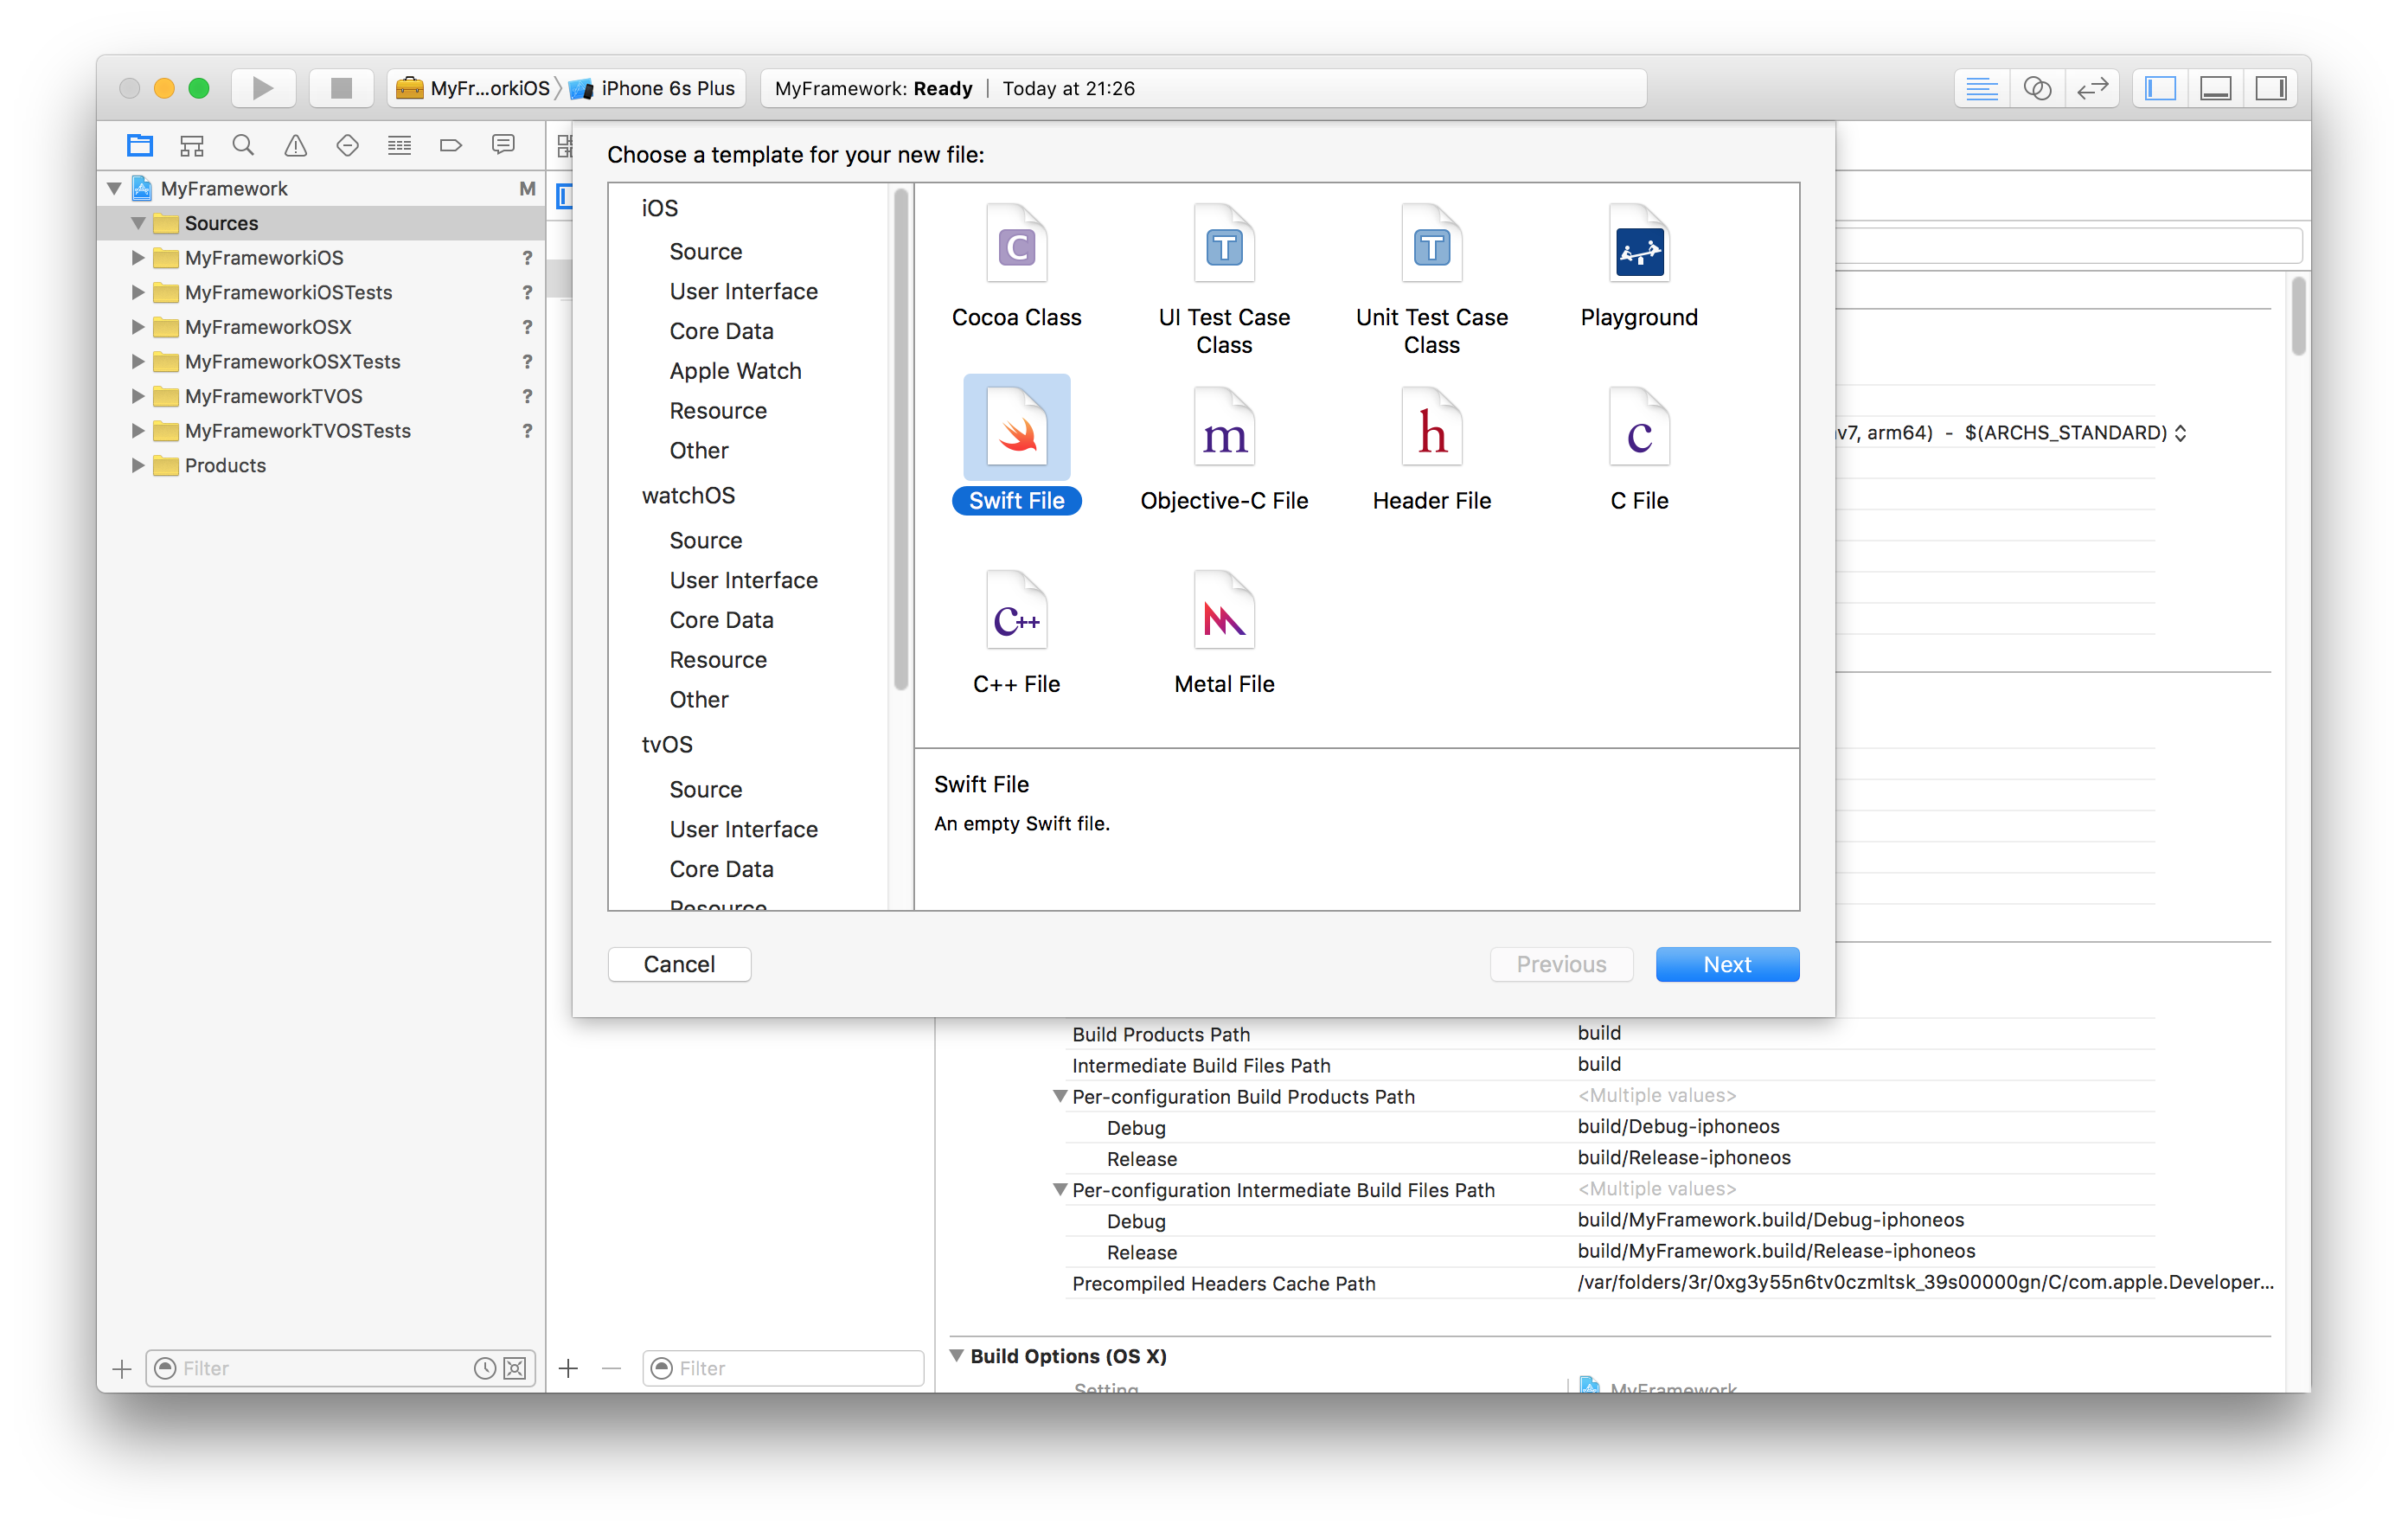 MyFr...orkiOS
iPhone 6s Plus
MyFramework: Ready | Today at 21:26
MyFramework M
Sources
MyFrameworkiOS ?
MyFrameworkiOSTests ?
MyFrameworkOSX ?
MyFrameworkOSXTests ?
MyFrameworkTVOS ?
MyFrameworkTVOSTests ?
Products
Filter
Choose a template for your new file:
iOS
Source
User Interface
Core Data
Apple Watch
Resource
Other
watchOS
Source
User Interface
Core Data
Resource
Other
tvOS
Source
User Interface
Core Data
Resource
C
Cocoa Class
T
UI Test Case
Class
T
Unit Test Case
Class
Playground
Swift File
m
Objective-C File
h
Header File
c
C File
C++
C++ File
Metal File
Swift File
An empty Swift file.
Cancel
Previous
Next
v7, arm64) - $(ARCHS_STANDARD)
Build Products Path build
Intermediate Build Files Path build
Per-configuration Build Products Path <Multiple values>
Debug build/Debug-iphoneos
Release build/Release-iphoneos
Per-configuration Intermediate Build Files Path <Multiple values>
Debug build/MyFramework.build/Debug-iphoneos
Release build/MyFramework.build/Release-iphoneos
Precompiled Headers Cache Path /var/folders/3r/0xg3y55n6tv0czmltsk_39s00000gn/C/com.apple.Developer...
Build Options (OS X)
Setting MyFramework
Filter